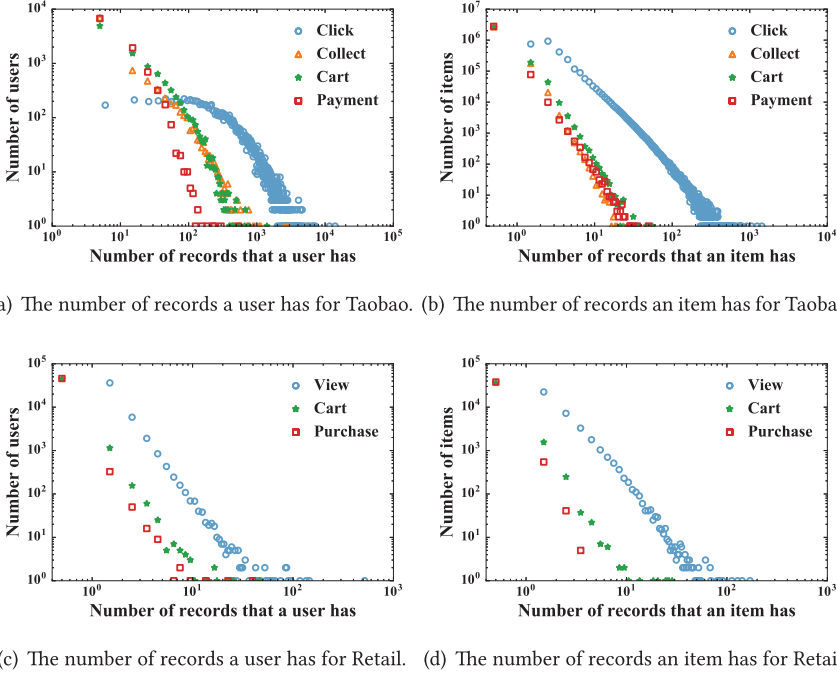 10^4
10^3
10^2
10^1
10^0
Number of users
Click
Collect
Cart
Payment
10^0 10^1 10^2 10^3 10^4 10^5
Number of records that a user has
10^7
10^6
10^5
10^4
10^3
10^2
10^1
10^0
Number of items
Click
Collect
Cart
Payment
10^0 10^1 10^2 10^3 10^4
Number of records that an item has
a) The number of records a user has for Taobao.
(b) The number of records an item has for Taoba
10^5
10^4
10^3
10^2
10^1
10^0
Number of users
View
Cart
Purchase
10^0 10^1 10^2 10^3
Number of records that a user has
10^5
10^4
10^3
10^2
10^1
10^0
Number of items
View
Cart
Purchase
10^0 10^1 10^2 10^3
Number of records that an item has
(c) The number of records a user has for Retail.
(d) The number of records an item has for Retai